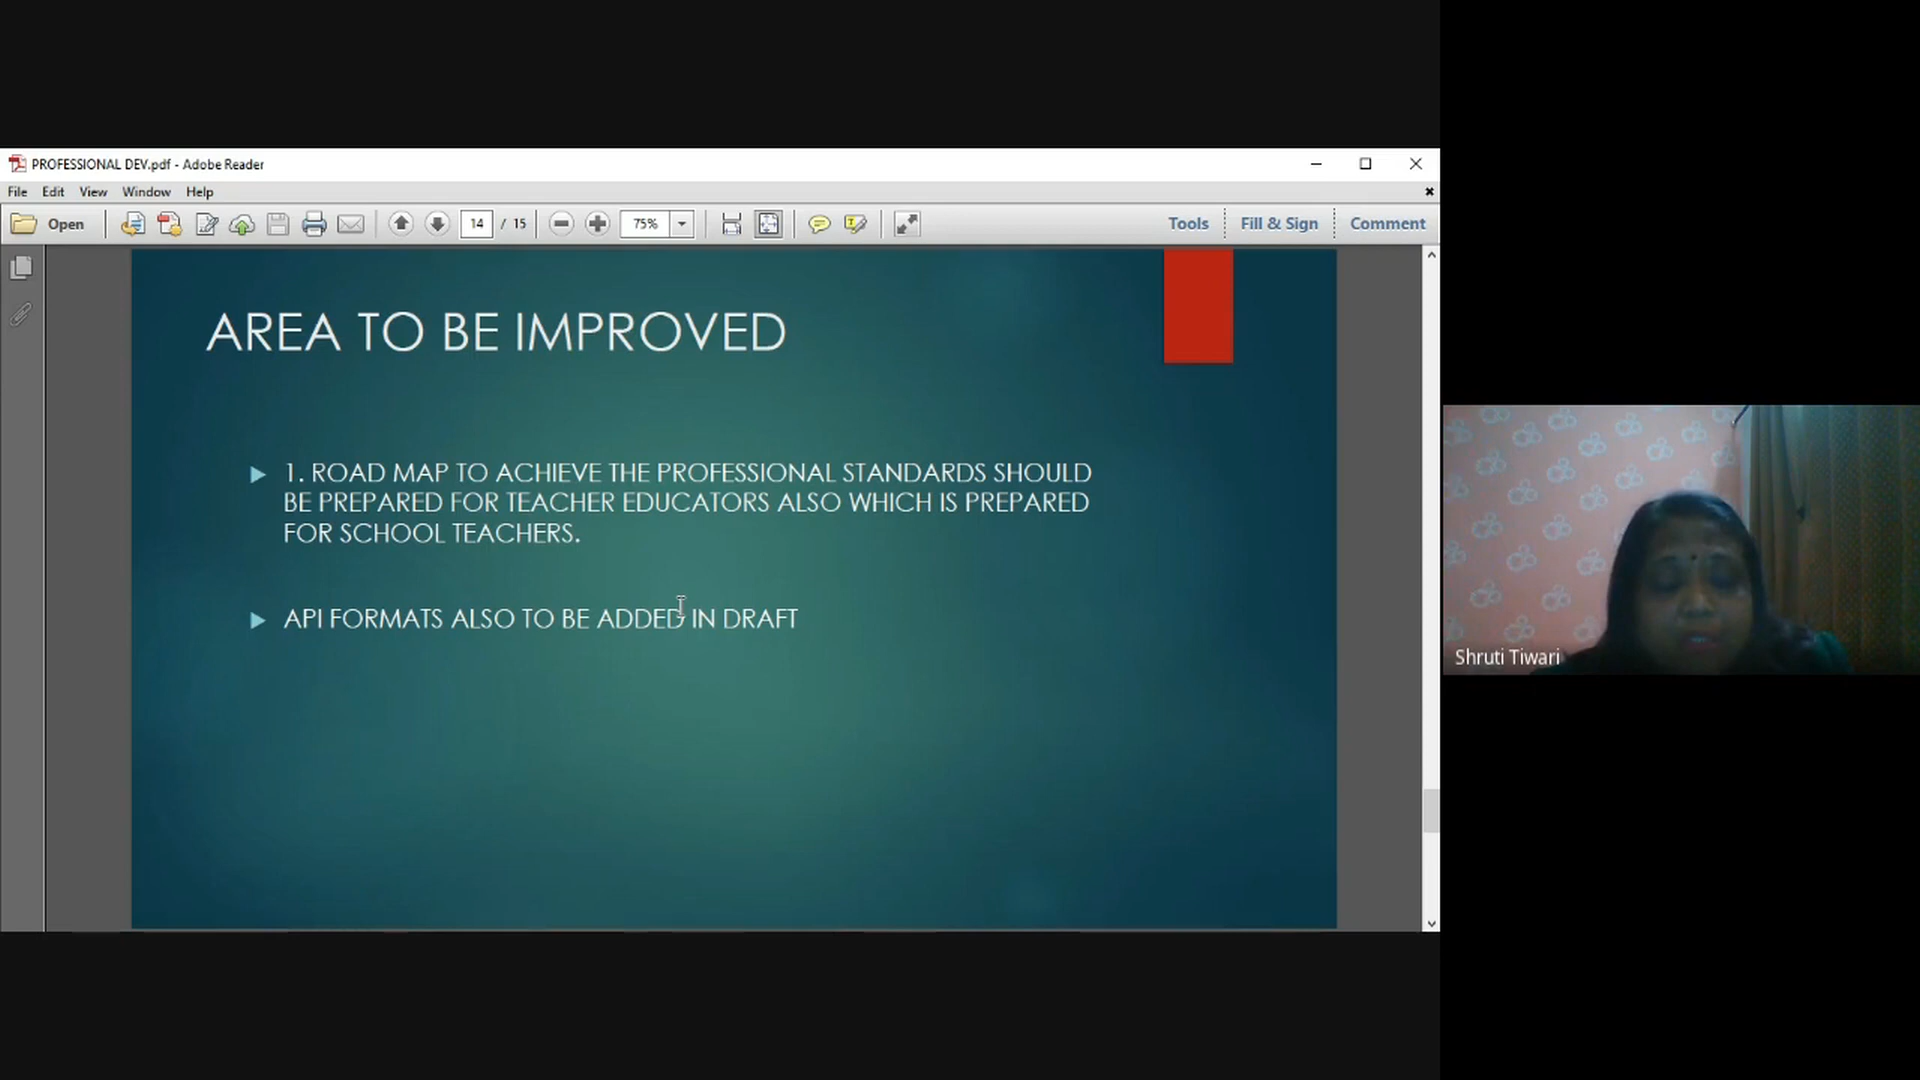 PROFESSIONAL DEV.pdf - Adobe Reader
File Edit View Window Help
Open 14 / 15 75% Tools Fill & Sign Comment
AREA TO BE IMPROVED
1. ROAD MAP TO ACHIEVE THE PROFESSIONAL STANDARDS SHOULD
BE PREPARED FOR TEACHER EDUCATORS ALSO WHICH IS PREPARED
FOR SCHOOL TEACHERS.
API FORMATS ALSO TO BE ADDED IN DRAFT
Shruti Tiwari